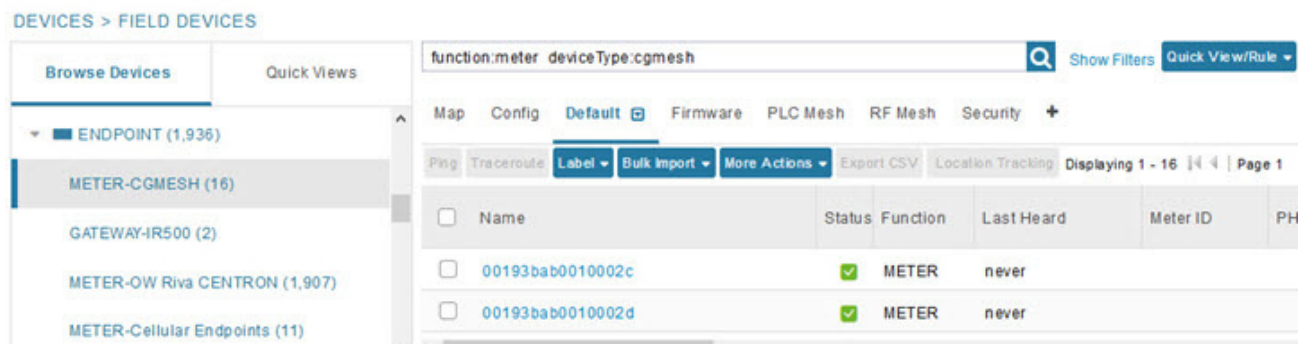 DEVICES > FIELD DEVICES
Browse Devices
Quick Views
ENDPOINT (1,936)
METER-CGMESH (16)
GATEWAY-IR500 (2)
METER-OW Riva CENTRON (1,907)
METER-Cellular Endpoints (11)
function:meter deviceType:cgmesh
Show Filters
Quick View/Rule
Map Config Default Firmware PLC Mesh RF Mesh Security +
Ping Traceroute Label Bulk Import More Actions Export CSV Location Tracking Displaying 1 - 16 Page 1
Name Status Function Last Heard Meter ID PH
00193bab0010002c METER never
00193bab0010002d METER never